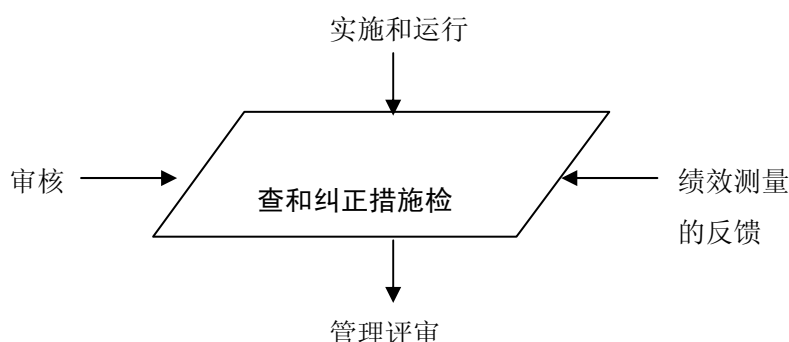 实施和运行
审核
查和纠正措施检
绩效测量
的反馈
管理评审